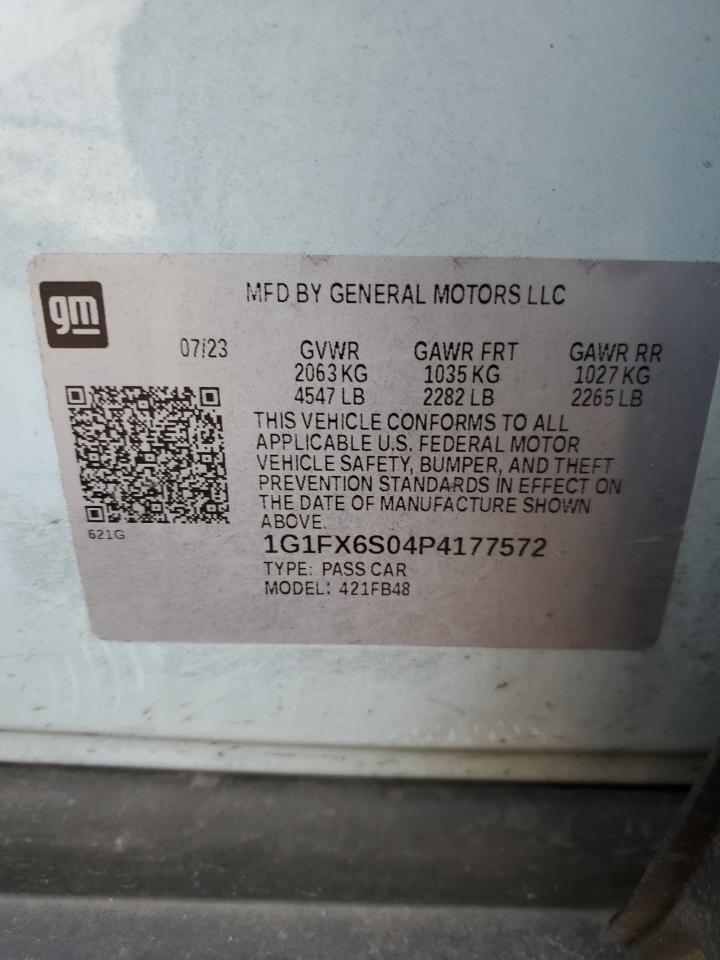 gm
MFD BY GENERAL MOTORS LLC
07/23 GVWR GAWR FRT GAWR RR
2063 KG 1035 KG 1027 KG
4547 LB 2282 LB 2265 LB
THIS VEHICLE CONFORMS TO ALL
APPLICABLE U.S. FEDERAL MOTOR
VEHICLE SAFETY, BUMPER, AND THEFT
PREVENTION STANDARDS IN EFFECT ON
THE DATE OF MANUFACTURE SHOWN
ABOVE.
621G
1G1FX6S04P4177572
TYPE: PASS CAR
MODEL: 421FB48